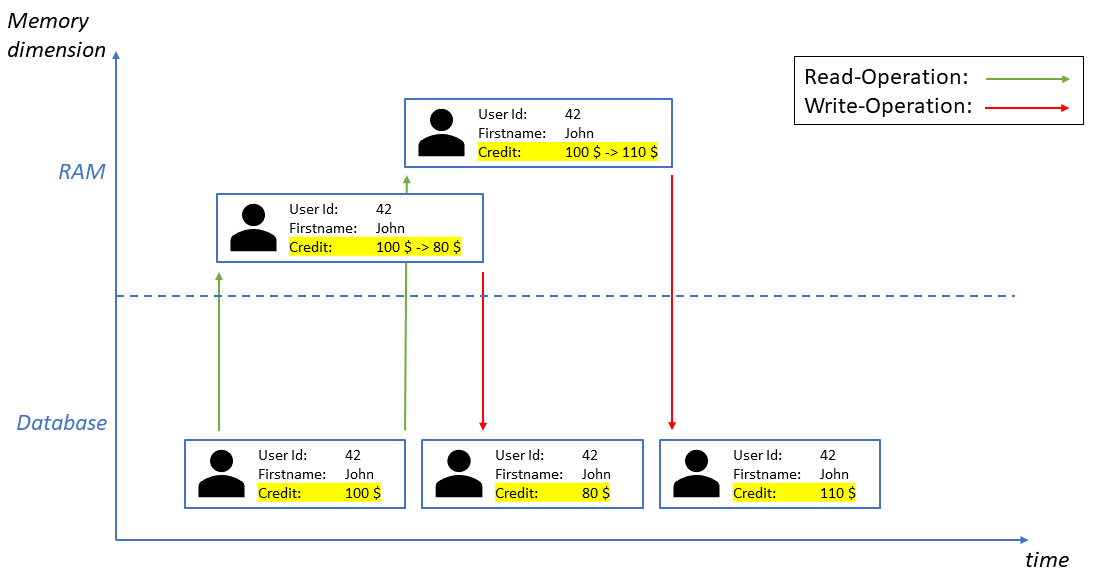 Memory
dimension
Read-Operation:
Write-Operation:
RAM
User Id: 42
Firstname: John
Credit: 100 $ -> 110 $
User Id: 42
Firstname: John
Credit: 100 $ -> 80 $
Database
User Id: 42
Firstname: John
Credit: 100 $
User Id: 42
Firstname: John
Credit: 80 $
User Id: 42
Firstname: John
Credit: 110 $
time